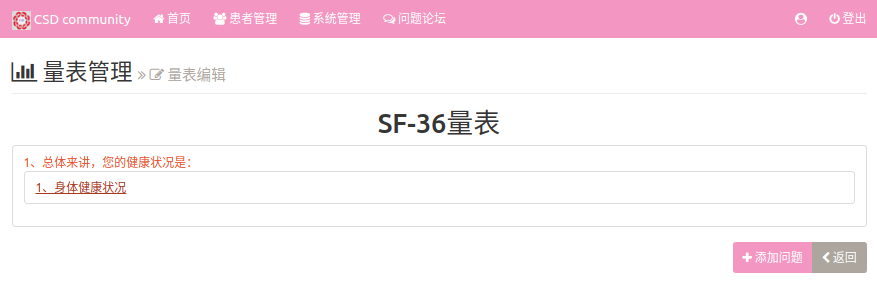 CSD community 首页 患者管理 系统管理 问题论坛 登出
量表管理 » 量表编辑
SF-36量表
1、总体来讲，您的健康状况是：
1、身体健康状况
添加问题 返回